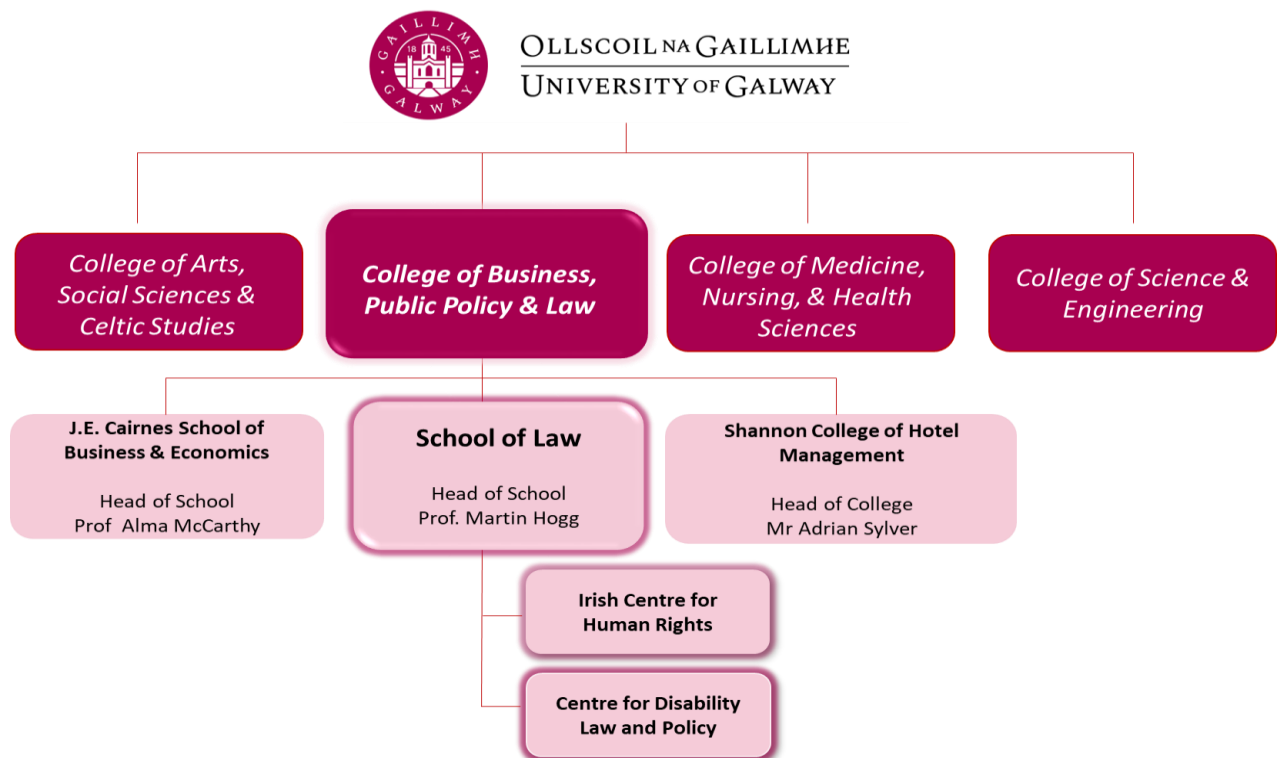 GAILLIMH
18 45
GALWAY
OLLSCOIL NA GAILLIMHE
UNIVERSITY OF GALWAY
College of Arts,
Social Sciences &
Celtic Studies
College of Business,
Public Policy & Law
College of Medicine,
Nursing, & Health
Sciences
College of Science &
Engineering
J.E. Cairnes School of
Business & Economics
Head of School
Prof Alma McCarthy
School of Law
Head of School
Prof. Martin Hogg
Shannon College of Hotel
Management
Head of College
Mr Adrian Sylver
Irish Centre for
Human Rights
Centre for Disability
Law and Policy